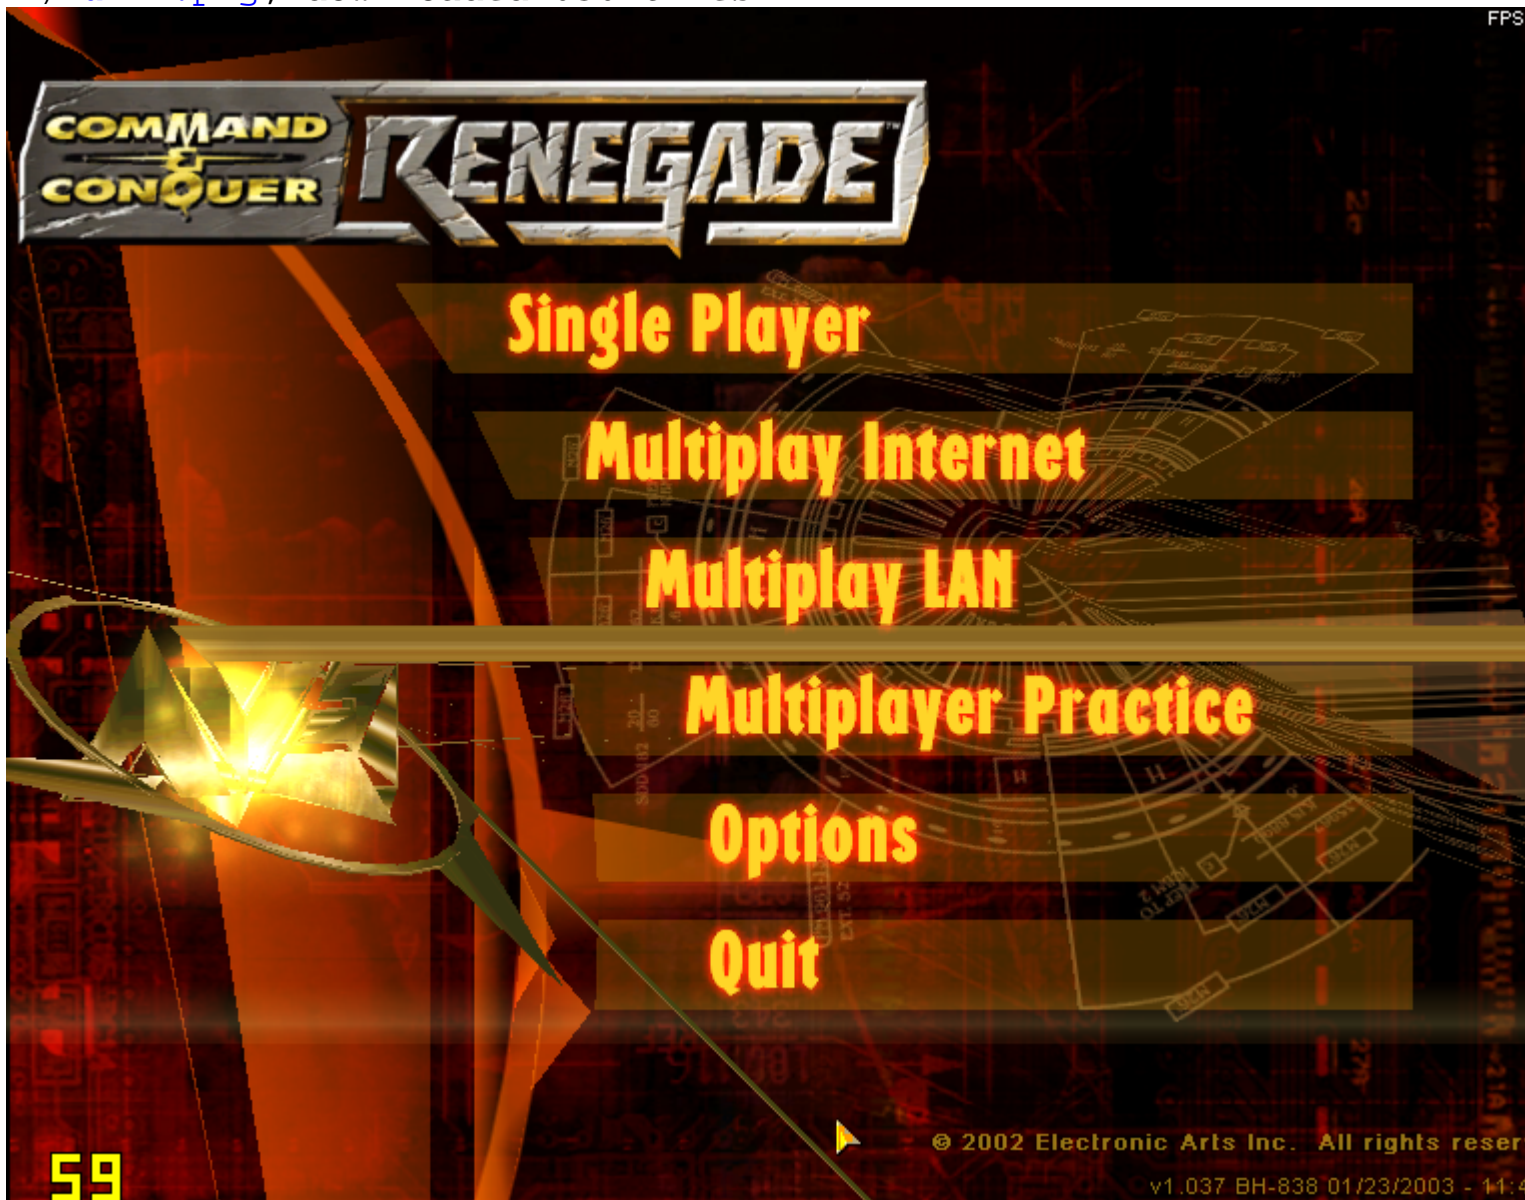 FPS
COMMAND & CONQUER RENEGADE™
Single Player
Multiplay Internet
Multiplay LAN
Multiplayer Practice
Options
Quit
© 2002 Electronic Arts Inc. All rights reser
v1.037 BH-838 01/23/2003 - 11:4
59